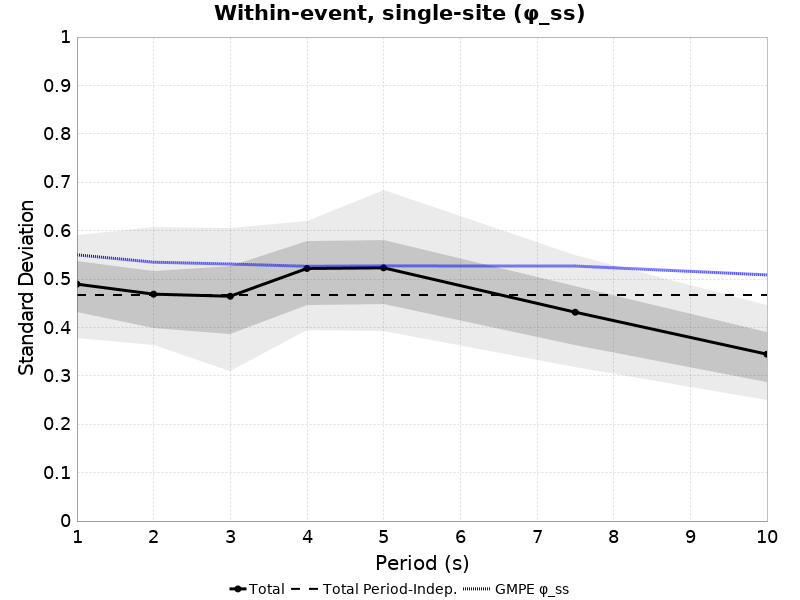 Within-event, single-site (φ_ss)
1
0.9
0.8
0.7
0.6
0.5
0.4
0.3
0.2
0.1
0
Standard Deviation
1 2 3 4 5 6 7 8 9 10
Period (s)
Total Total Period-Indep. GMPE φ_ss